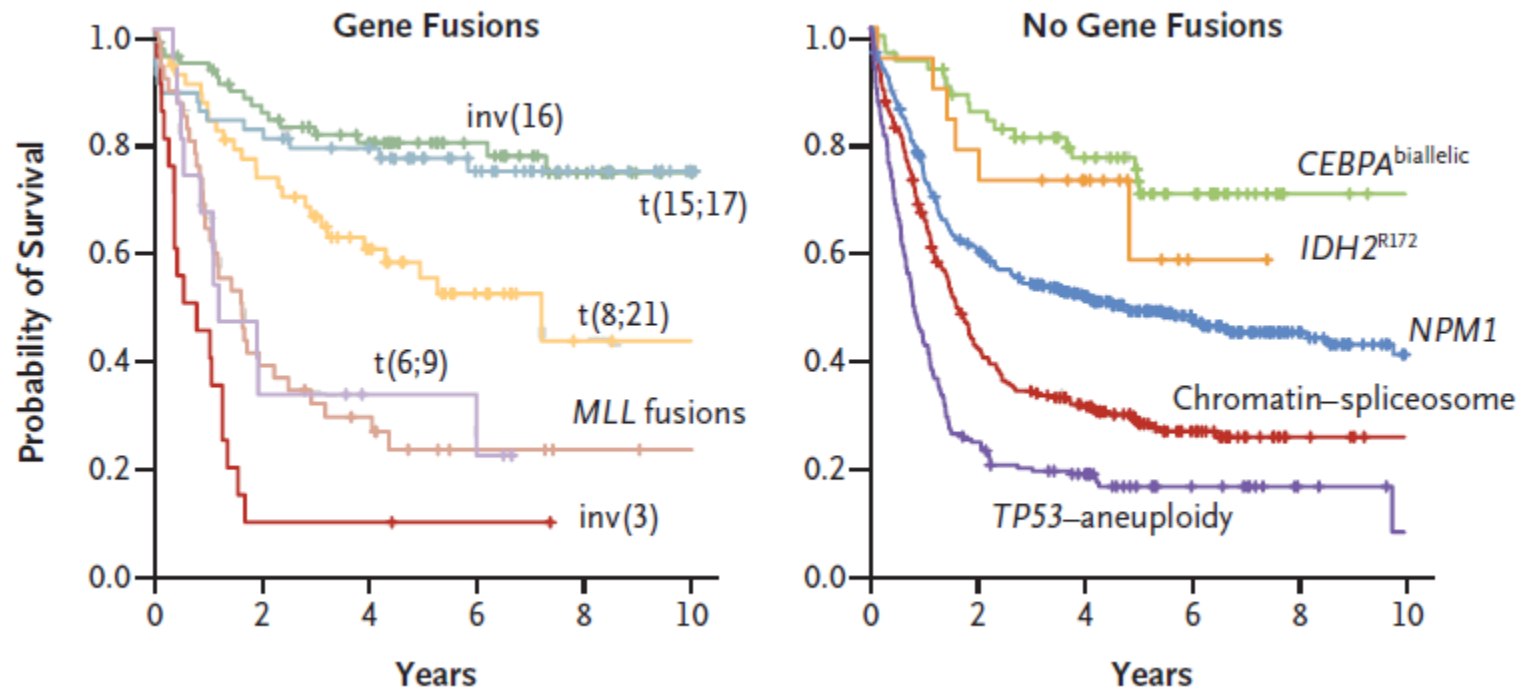 Gene Fusions
Probability of Survival
1.0
0.8
0.6
0.4
0.2
0.0
inv(16)
t(15;17)
t(8;21)
t(6;9)
MLL fusions
inv(3)
0 2 4 6 8 10
Years
No Gene Fusions
1.0
0.8
0.6
0.4
0.2
0.0
CEBPAbiallelic
IDH2R172
NPM1
Chromatin–spliceosome
TP53–aneuploidy
0 2 4 6 8 10
Years